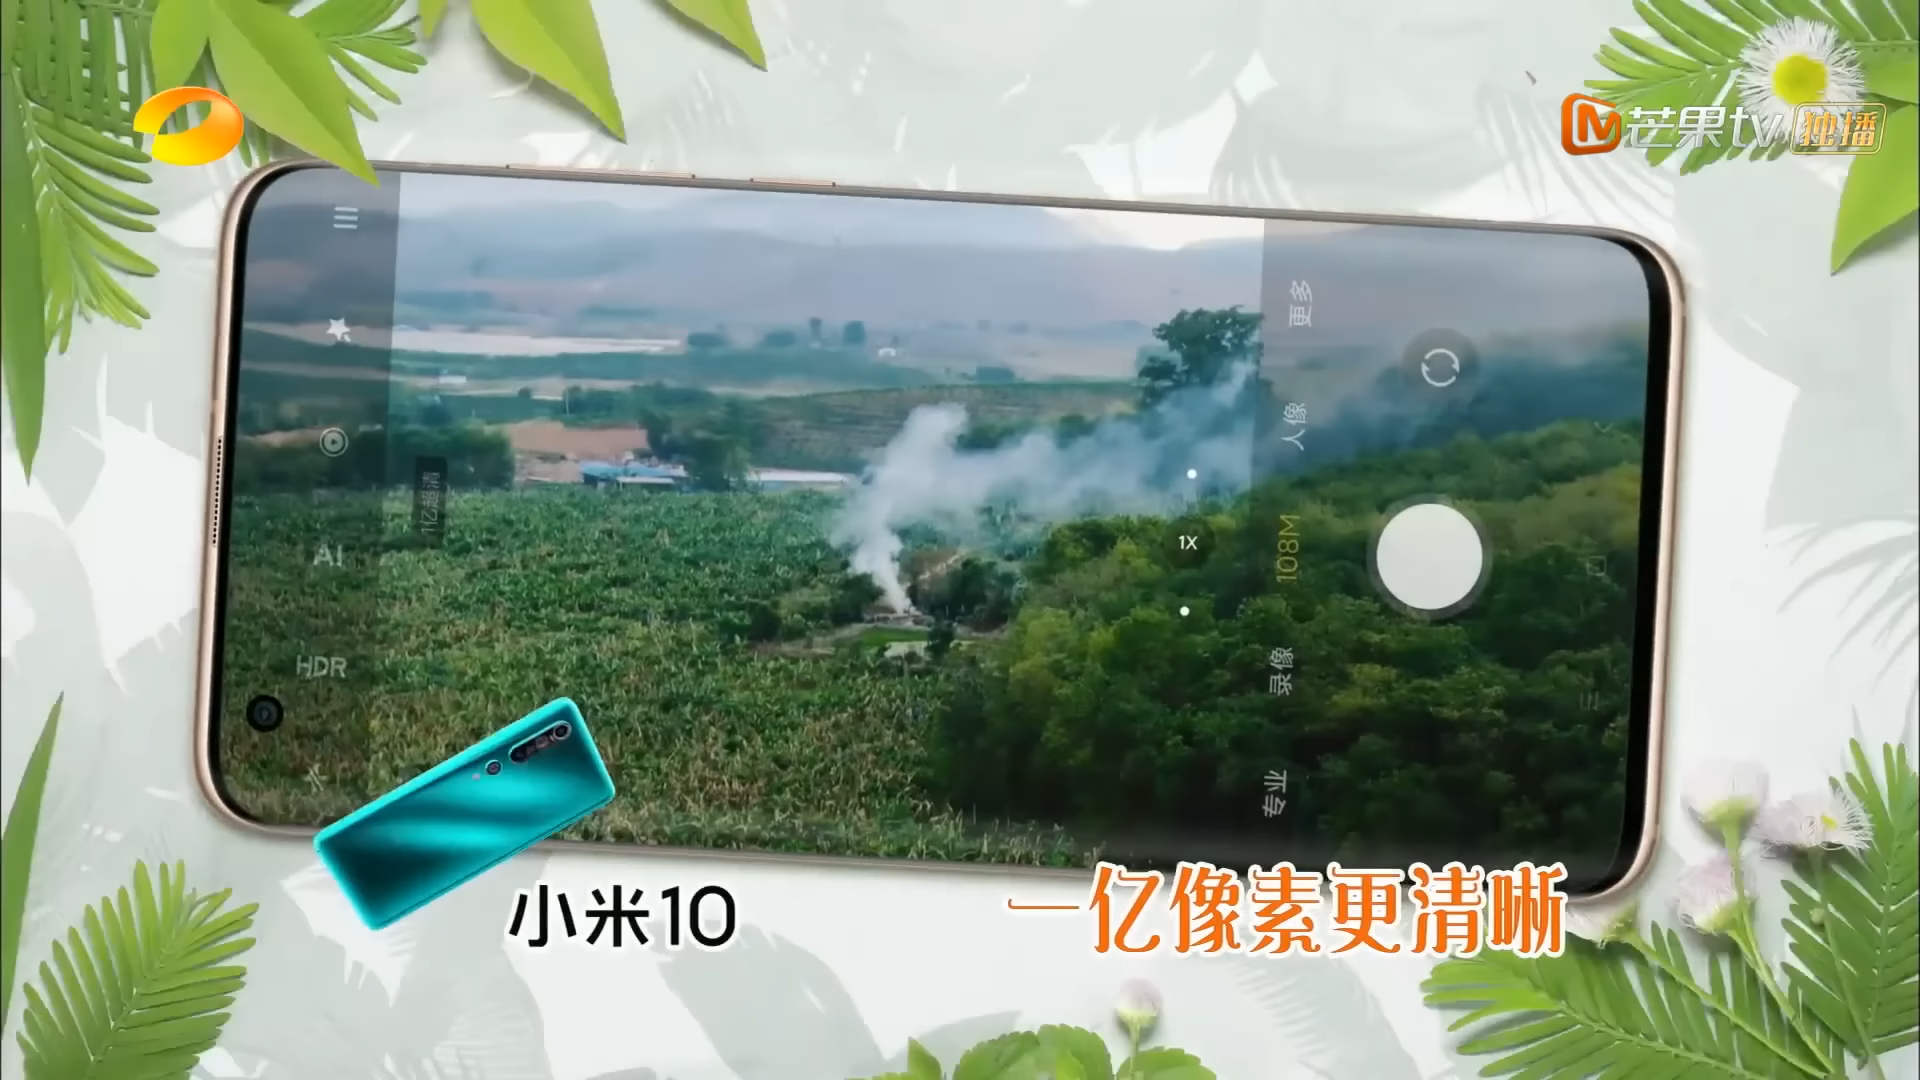 芒果tv 独播
更多
人像
1亿超清
1X
108M
AI
录像
HDR
专业
小米10
一亿像素更清晰